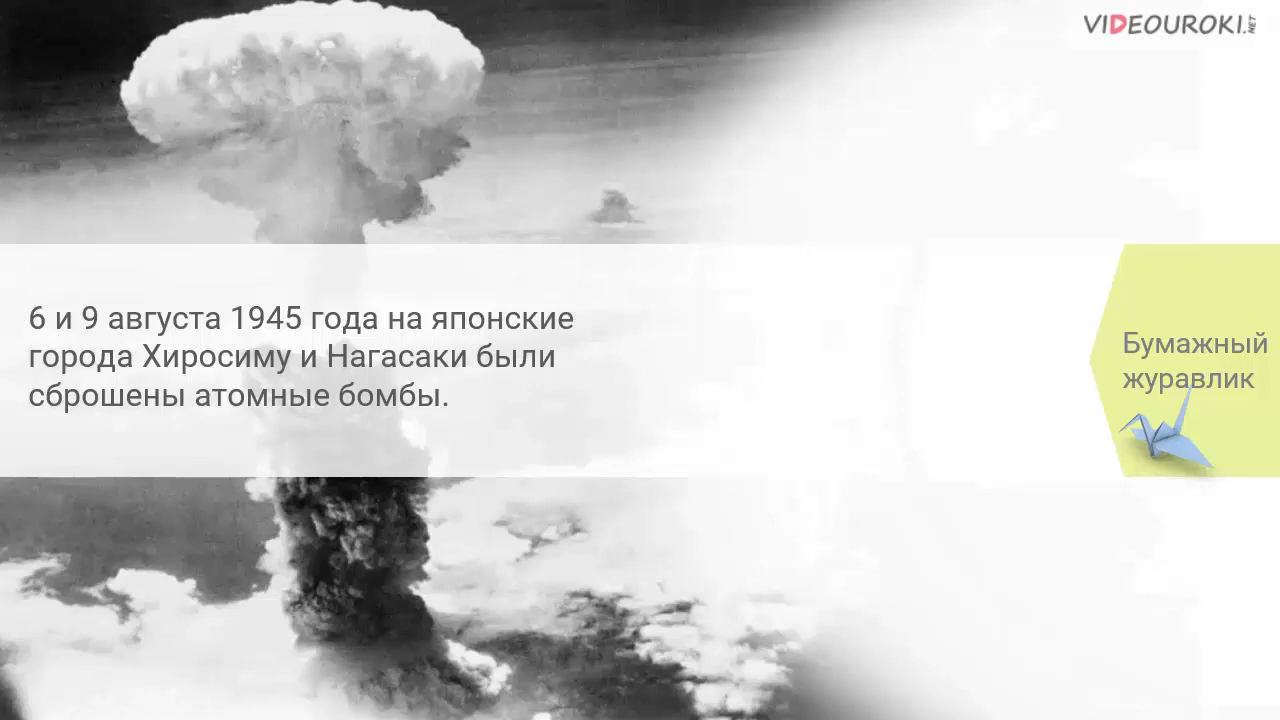 VIDEOUROKI.NET
6 и 9 августа 1945 года на японские
города Хиросиму и Нагасаки были
сброшены атомные бомбы.
Бумажный
журавлик